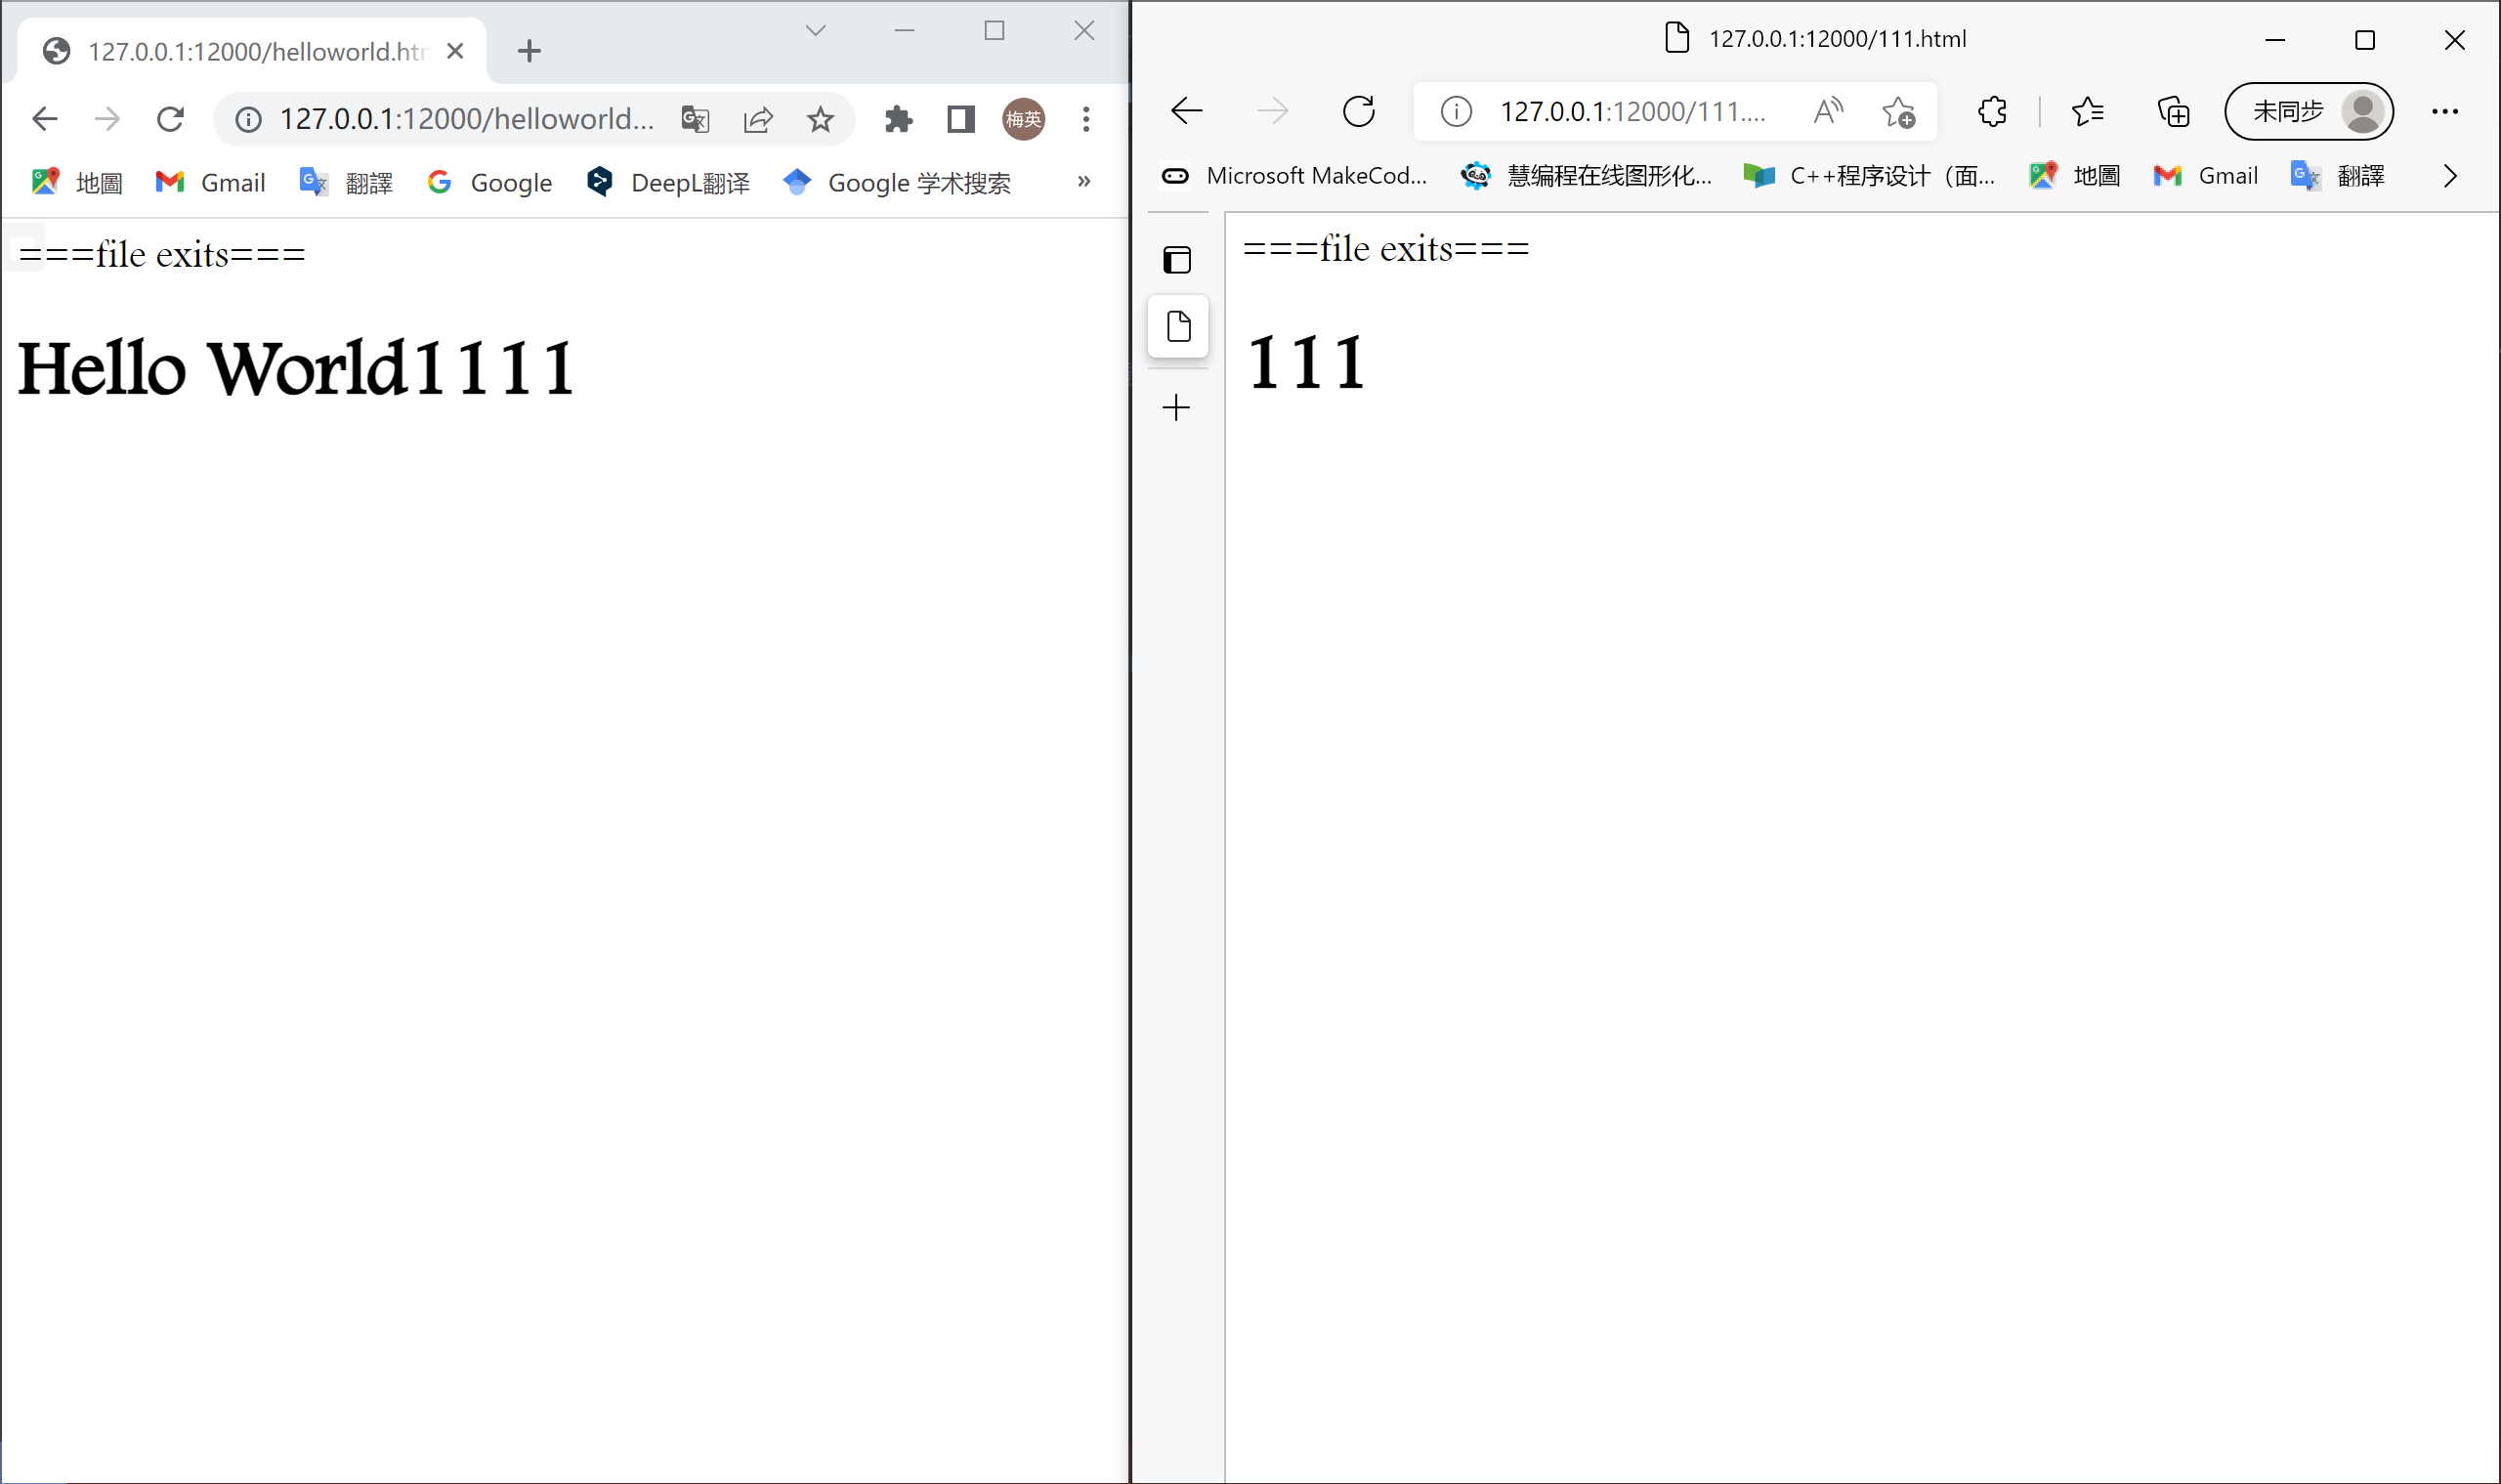 127.0.0.1:12000/helloworld.htm
127.0.0.1:12000/helloworld...
梅英
地圖 Gmail 翻譯 Google DeepL翻译 Google 学术搜索 »
===file exits===
Hello World1111
127.0.0.1:12000/111.html
127.0.0.1:12000/111....
未同步
Microsoft MakeCod... 慧编程在线图形化... C++程序设计（面... 地圖 Gmail 翻譯
===file exits===
111